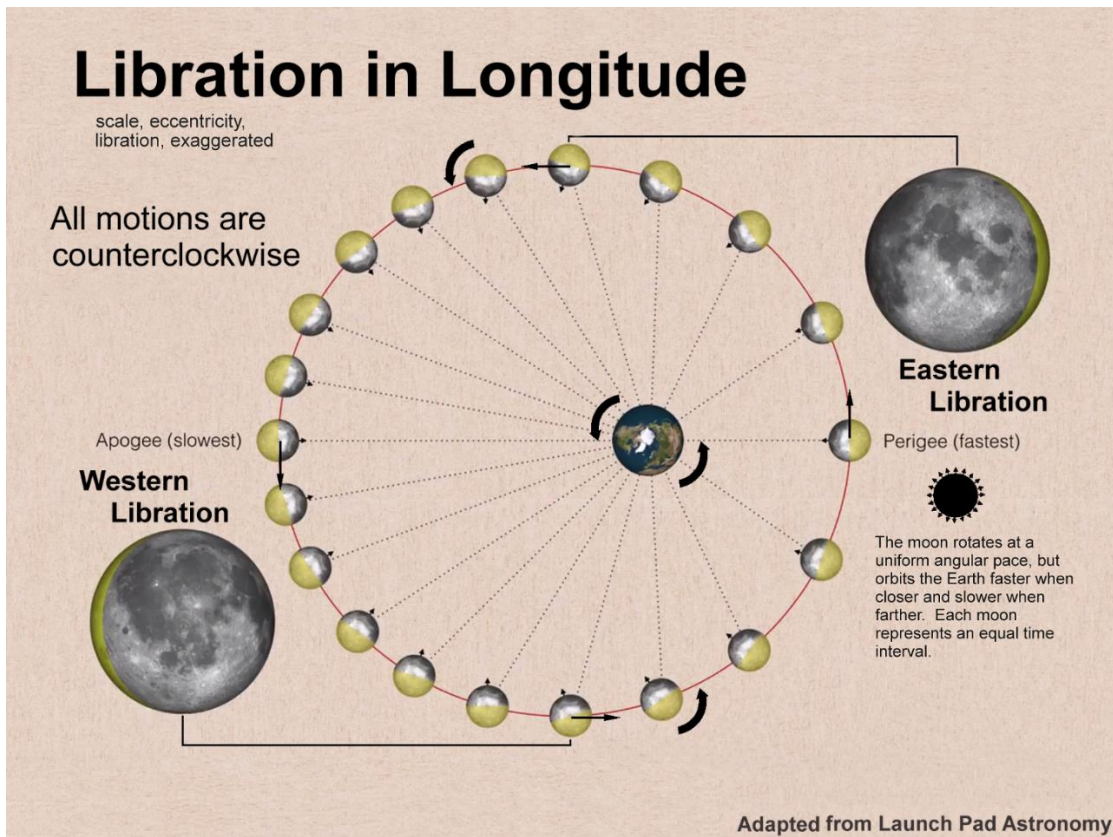 Libration in Longitude
scale, eccentricity,
libration, exaggerated
All motions are
counterclockwise
Eastern
Libration
Apogee (slowest)
Perigee (fastest)
Western
Libration
The moon rotates at a
uniform angular pace, but
orbits the Earth faster when
closer and slower when
farther. Each moon
represents an equal time
interval.
Adapted from Launch Pad Astronomy